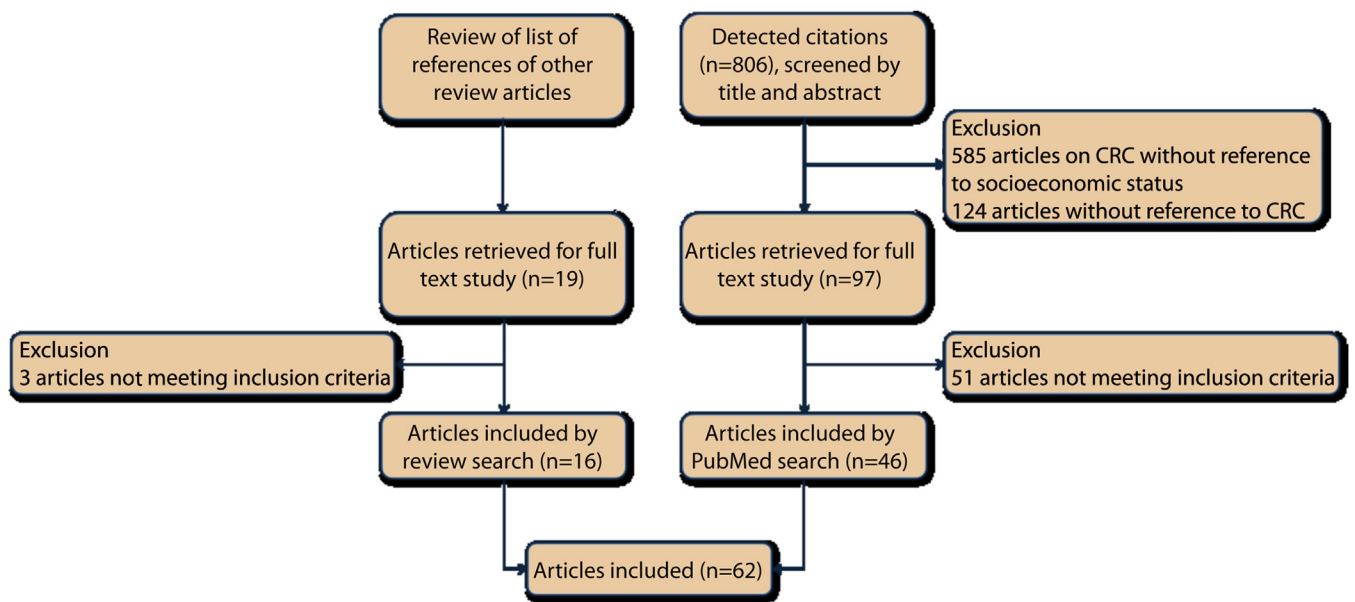 Review of list of
references of other
review articles
Detected citations
(n=806), screened by
title and abstract
Exclusion
585 articles on CRC without reference
to socioeconomic status
124 articles without reference to CRC
Articles retrieved for full
text study (n=19)
Articles retrieved for full
text study (n=97)
Exclusion
3 articles not meeting inclusion criteria
Exclusion
51 articles not meeting inclusion criteria
Articles included by
review search (n=16)
Articles included by
PubMed search (n=46)
Articles included (n=62)